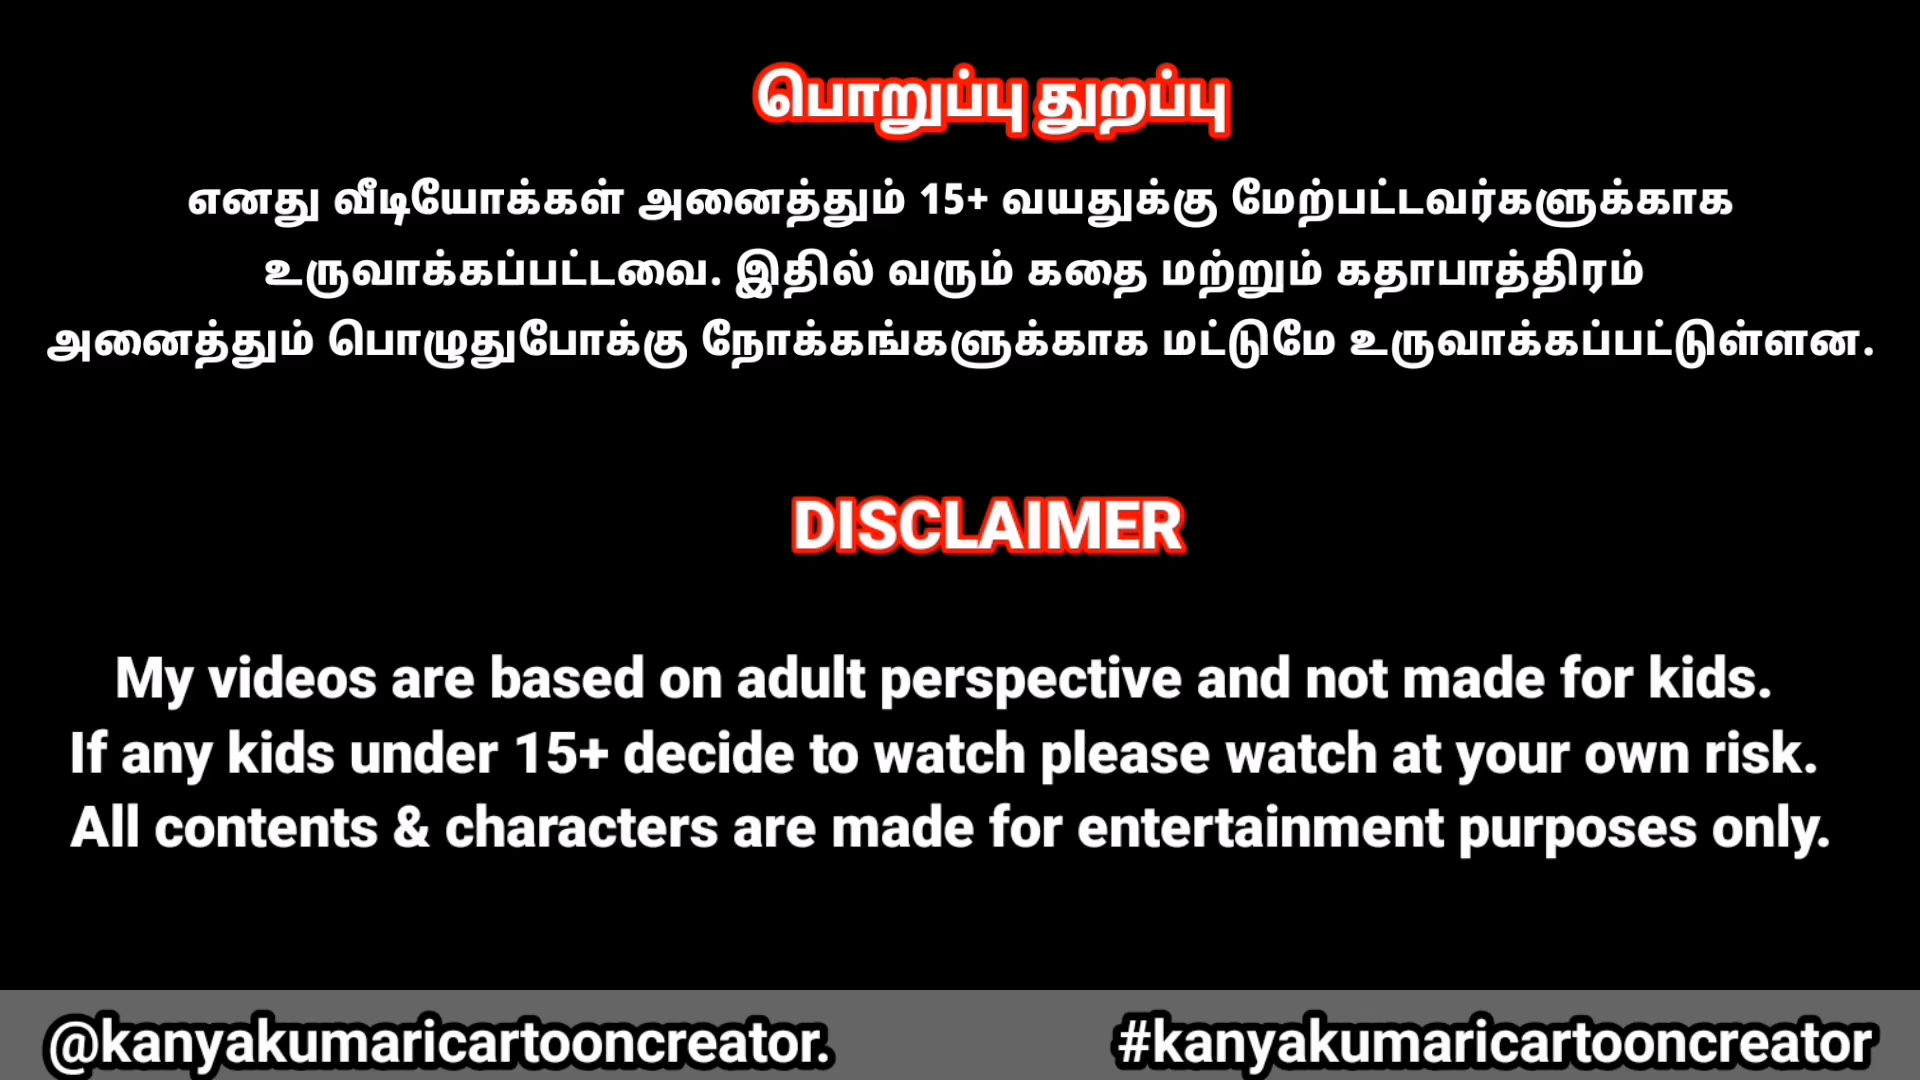 பொறுப்பு துறப்பு
எனது வீடியோக்கள் அனைத்தும் 15+ வயதுக்கு மேற்பட்டவர்களுக்காக
உருவாக்கப்பட்டவை. இதில் வரும் கதை மற்றும் கதாபாத்திரம்
அனைத்தும் பொழுதுபோக்கு நோக்கங்களுக்காக மட்டுமே உருவாக்கப்பட்டுள்ளன.
DISCLAIMER
My videos are based on adult perspective and not made for kids.
If any kids under 15+ decide to watch please watch at your own risk.
All contents & characters are made for entertainment purposes only.
@kanyakumaricartooncreator. #kanyakumaricartooncreator